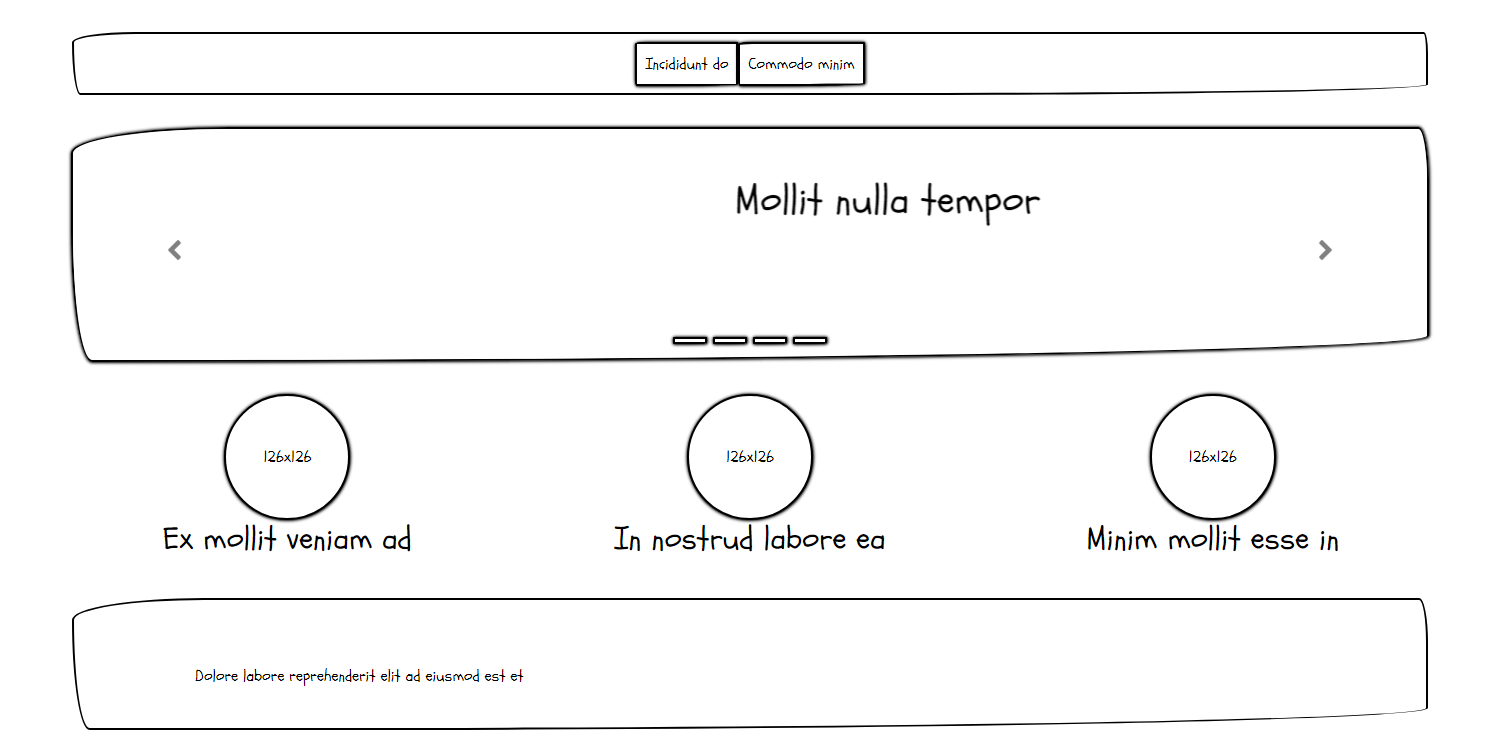 Incididunt do
Commodo minim
Mollit nulla tempor
126x126
126x126
126x126
Ex mollit veniam ad
In nostrud labore ea
Minim mollit esse in
Dolore labore reprehenderit elit ad eiusmod est et